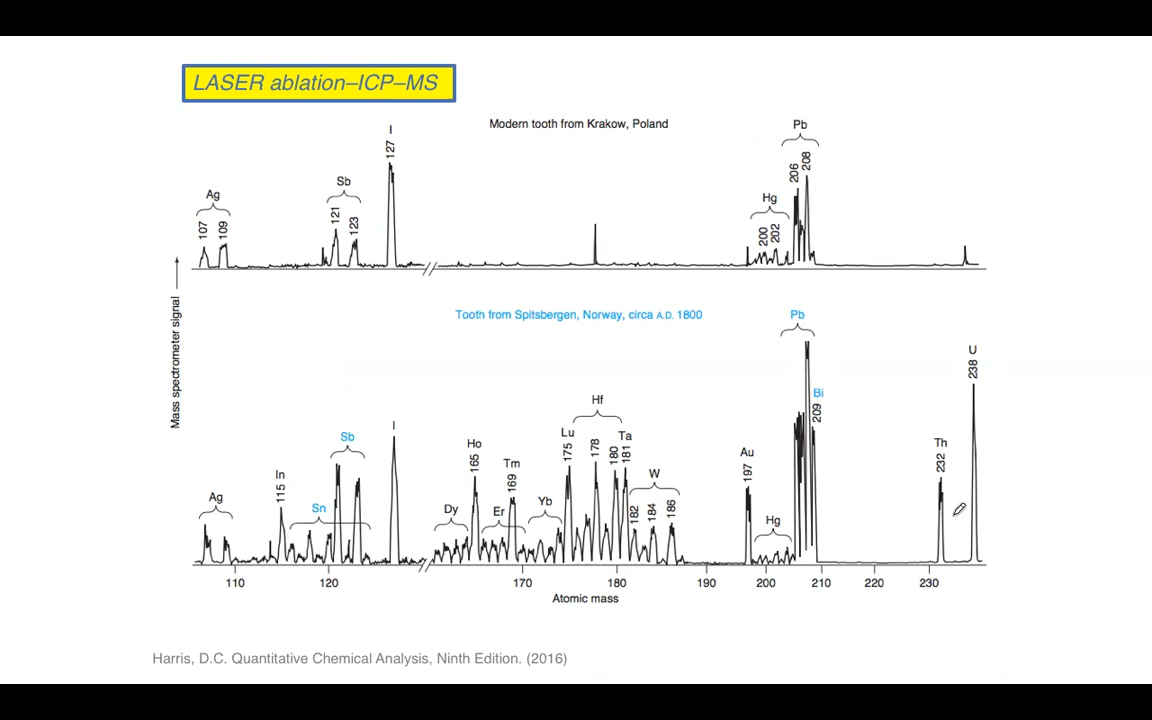 LASER ablation–ICP–MS
Modern tooth from Krakow, Poland
Ag
107
109
Sb
121
123
I
127
Hg
200
202
Pb
206
208
Mass spectrometer signal
Tooth from Spitsbergen, Norway, circa A.D. 1800
Ag
In
115
Sn
Sb
I
Dy
Ho
165
Er
Tm
169
Yb
Lu
175
Hf
178
180
Ta
181
W
182
184
186
Au
197
Hg
Pb
Bi
209
Th
232
U
238
110 120 170 180 190 200 210 220 230
Atomic mass
Harris, D.C. Quantitative Chemical Analysis, Ninth Edition. (2016)